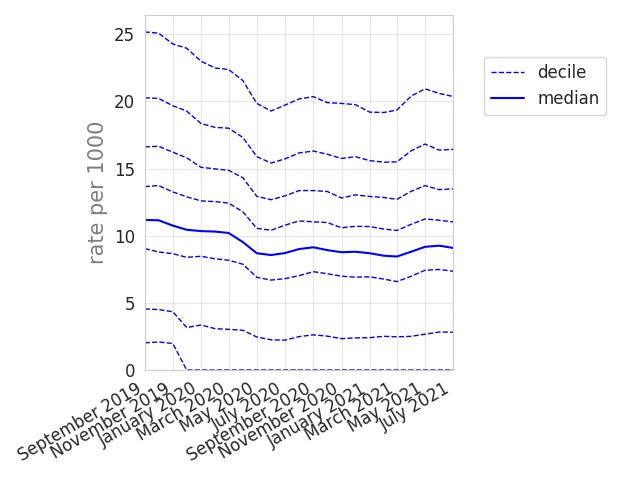 25
20
15
10
5
0
rate per 1000
September 2019
November 2019
January 2020
March 2020
May 2020
July 2020
September 2020
November 2020
January 2021
March 2021
May 2021
July 2021
decile
median